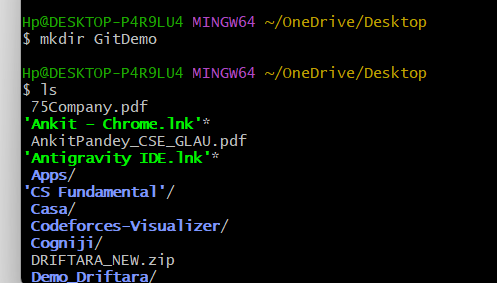 Hp@DESKTOP-P4R9LU4 MINGW64 ~/OneDrive/Desktop
$ mkdir GitDemo
Hp@DESKTOP-P4R9LU4 MINGW64 ~/OneDrive/Desktop
$ ls
75Company.pdf
'Ankit - Chrome.lnk'*
AnkitPandey_CSE_GLAU.pdf
'Antigravity IDE.lnk'*
Apps/
'CS Fundamental'/
Casa/
Codeforces-Visualizer/
Cogniji/
DRIFTARA_NEW.zip
Demo_Driftara/